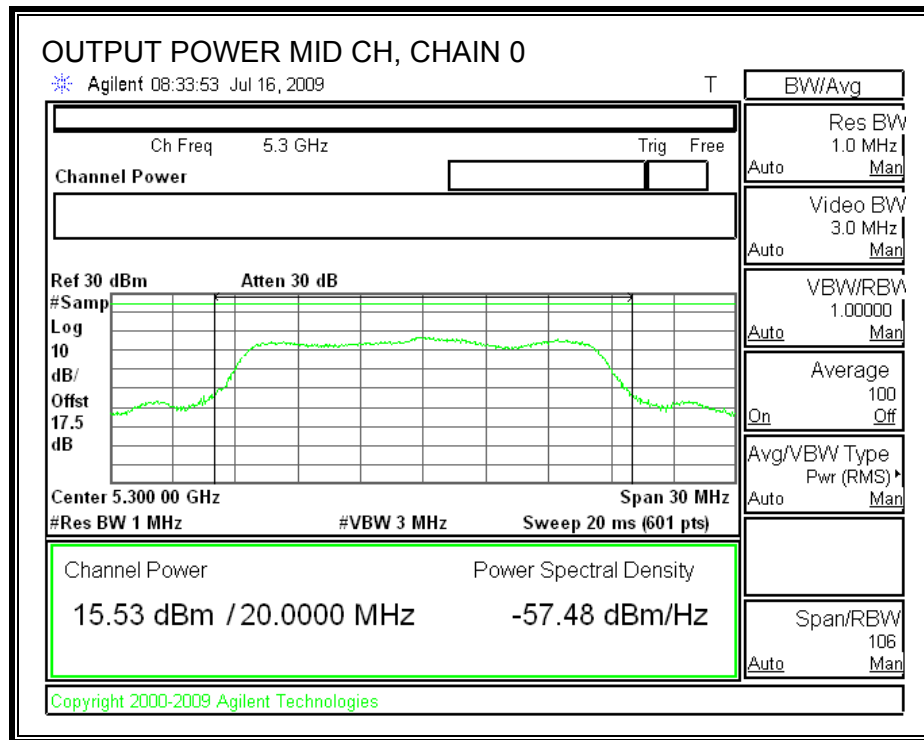 OUTPUT POWER MID CH, CHAIN 0
Agilent 08:33:53 Jul 16, 2009 T
Ch Freq 5.3 GHz Trig Free
Channel Power
Ref 30 dBm Atten 30 dB
#Samp
Log
10
dB/
Offst
17.5
dB
Center 5.300 00 GHz Span 30 MHz
#Res BW 1 MHz #VBW 3 MHz Sweep 20 ms (601 pts)
Channel Power Power Spectral Density
15.53 dBm / 20.0000 MHz -57.48 dBm/Hz
Copyright 2000-2009 Agilent Technologies
BW/Avg
Res BW
1.0 MHz
Auto Man
Video BW
3.0 MHz
Auto Man
VBW/RBW
1.00000
Auto Man
Average
100
On Off
Avg/VBW Type
Pwr (RMS)
Auto Man
Span/RBW
106
Auto Man